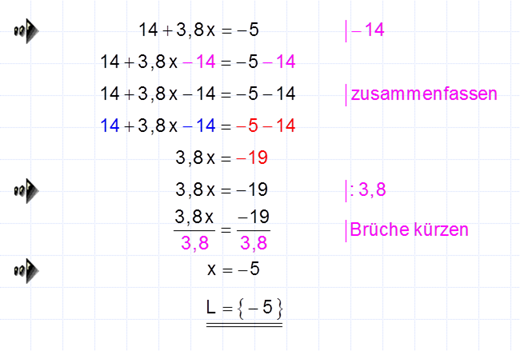 14 + 3,8x = −5 | − 14
14 + 3,8x − 14 = −5 − 14
14 + 3,8x − 14 = −5 − 14 | zusammenfassen
14 + 3,8x − 14 = −5 − 14
3,8x = −19
3,8x = −19 | : 3,8
3,8x / 3,8 = −19 / 3,8 | Brüche kürzen
x = −5
L = {− 5}